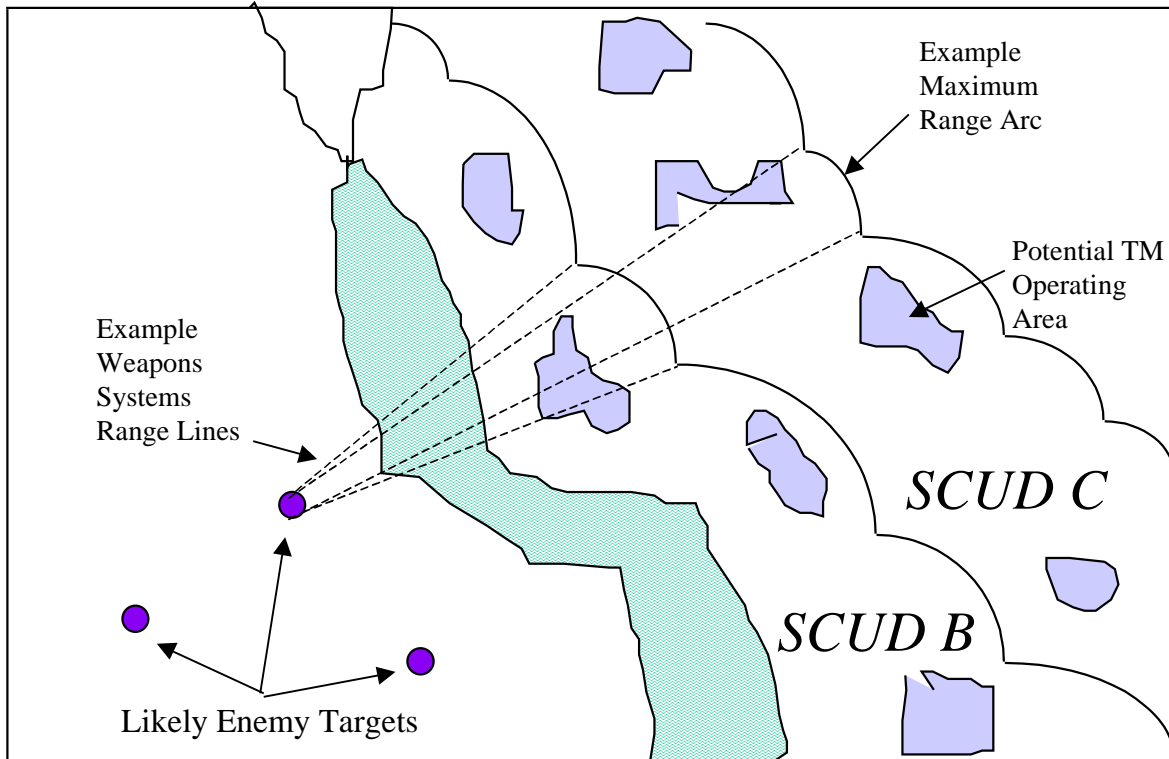 Example
Maximum
Range Arc
Potential TM
Operating
Area
Example
Weapons
Systems
Range Lines
SCUD C
SCUD B
Likely Enemy Targets